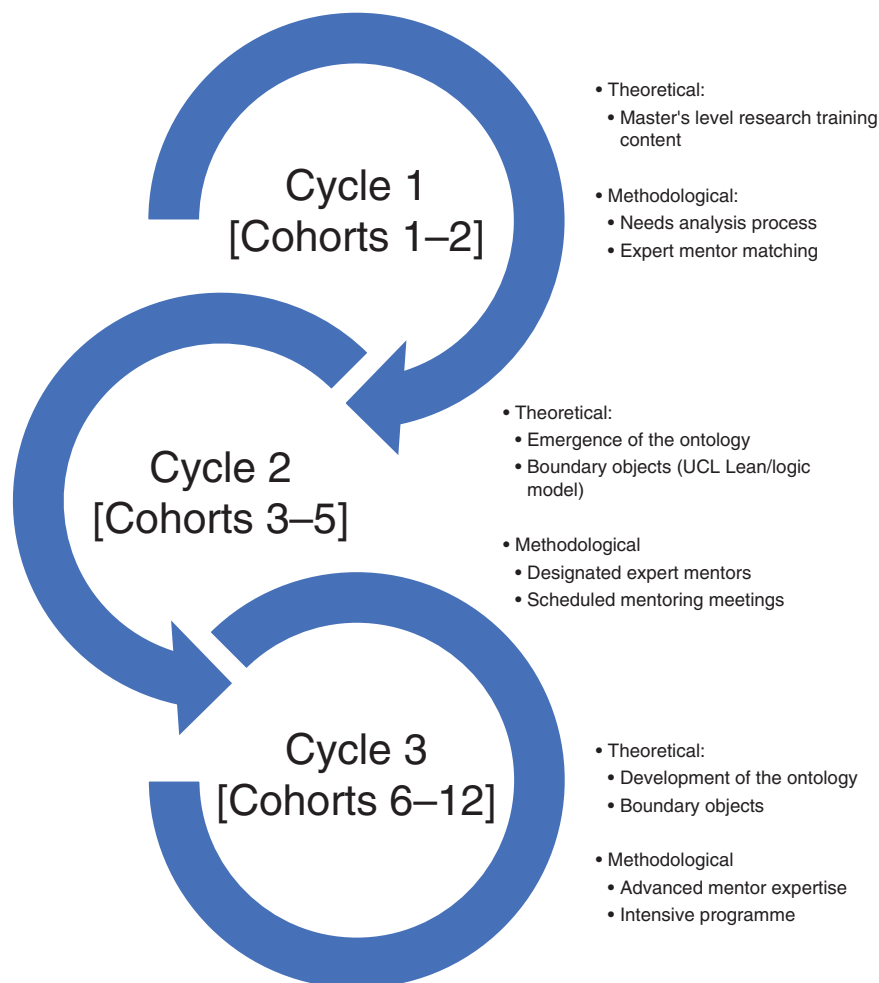 Cycle 1
[Cohorts 1–2]
• Theoretical:
• Master's level research training
content
• Methodological:
• Needs analysis process
• Expert mentor matching
Cycle 2
[Cohorts 3–5]
• Theoretical:
• Emergence of the ontology
• Boundary objects (UCL Lean/logic
model)
• Methodological
• Designated expert mentors
• Scheduled mentoring meetings
Cycle 3
[Cohorts 6–12]
• Theoretical:
• Development of the ontology
• Boundary objects
• Methodological
• Advanced mentor expertise
• Intensive programme